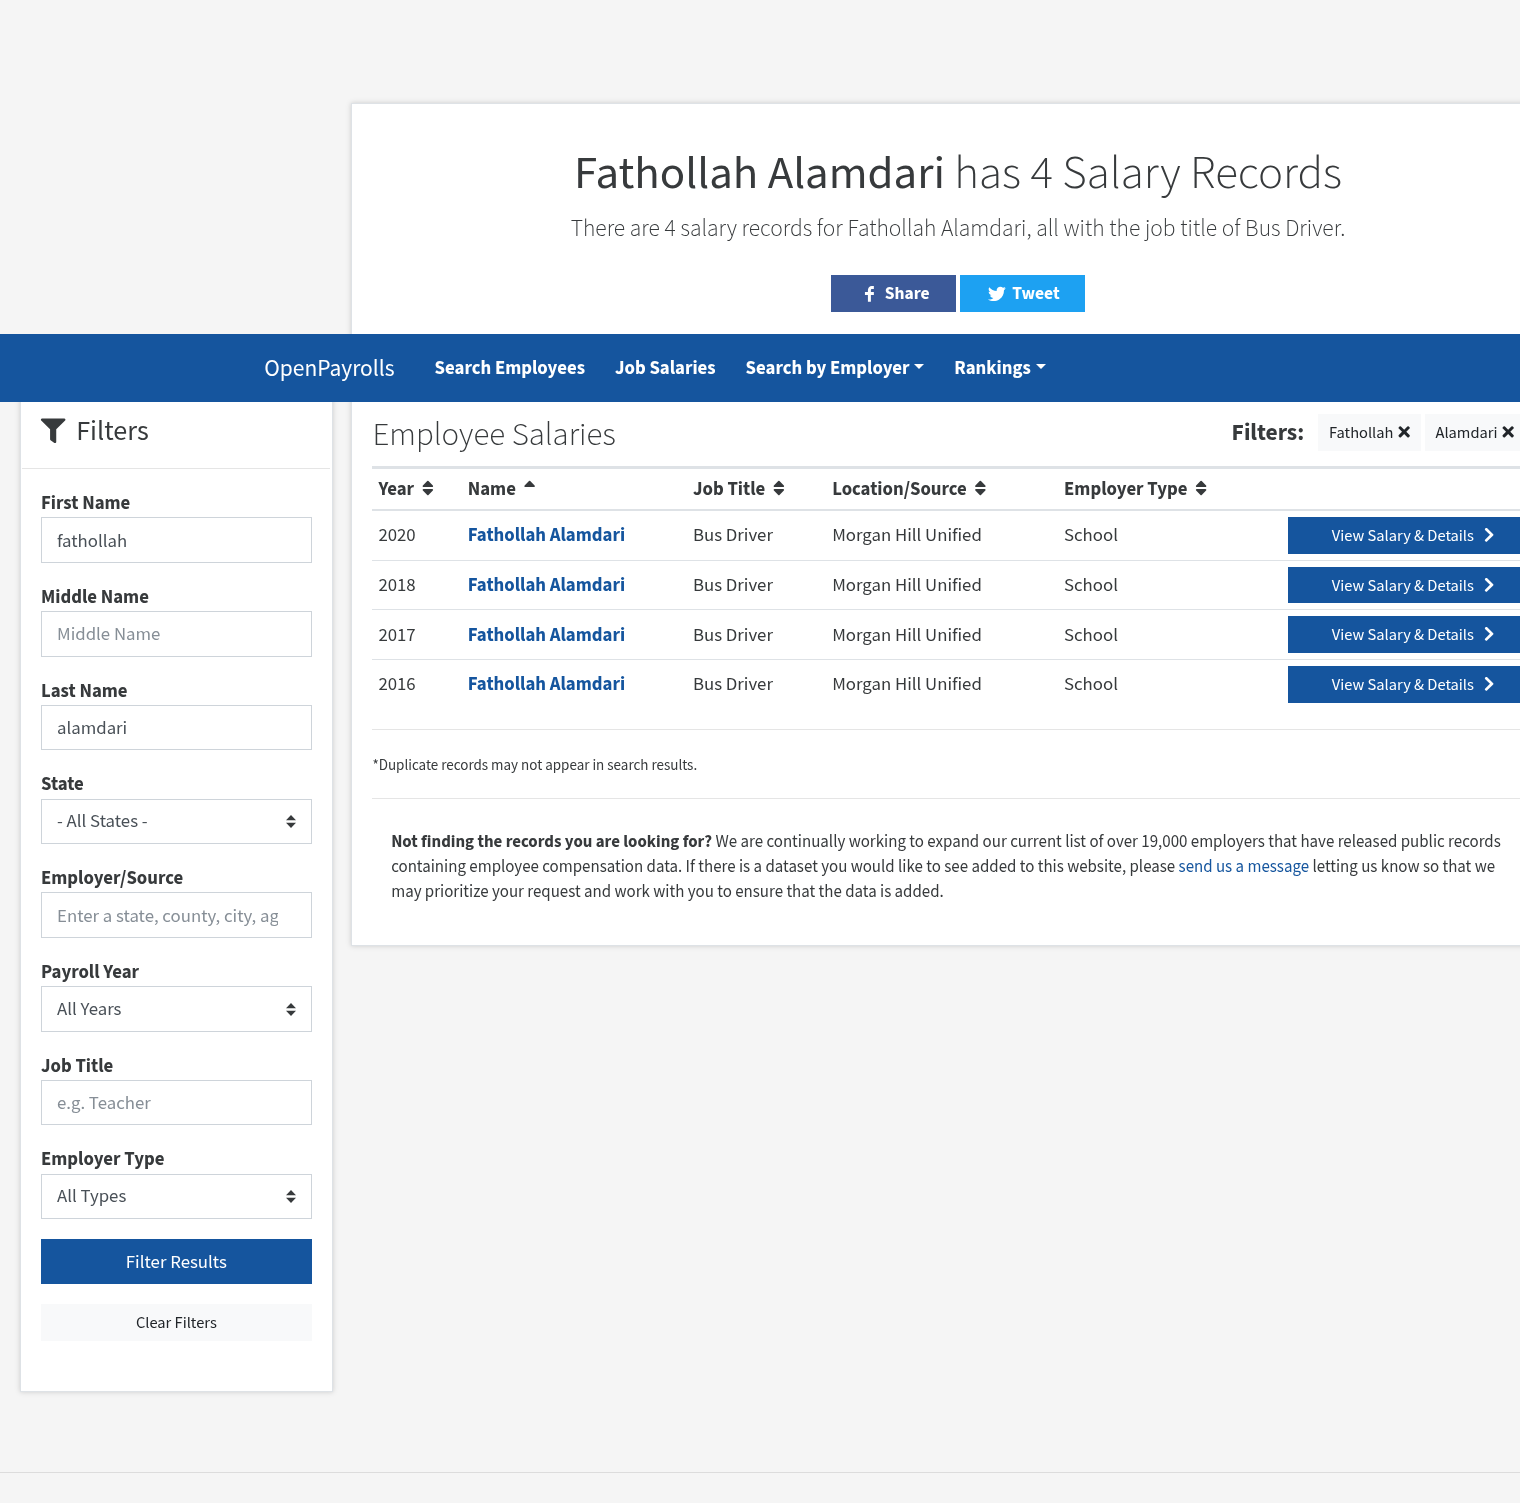 Fathollah Alamdari has 4 Salary Records
There are 4 salary records for Fathollah Alamdari, all with the job title of Bus Driver.
Share Tweet
OpenPayrolls Search Employees Job Salaries Search by Employer Rankings
Filters
First Name
fathollah
Middle Name
Middle Name
Last Name
alamdari
State
- All States -
Employer/Source
Enter a state, county, city, ag
Payroll Year
All Years
Job Title
e.g. Teacher
Employer Type
All Types
Filter Results
Clear Filters
Employee Salaries
Filters: Fathollah Alamdari
Year Name Job Title Location/Source Employer Type
2020 Fathollah Alamdari Bus Driver Morgan Hill Unified School View Salary & Details
2018 Fathollah Alamdari Bus Driver Morgan Hill Unified School View Salary & Details
2017 Fathollah Alamdari Bus Driver Morgan Hill Unified School View Salary & Details
2016 Fathollah Alamdari Bus Driver Morgan Hill Unified School View Salary & Details
*Duplicate records may not appear in search results.
Not finding the records you are looking for? We are continually working to expand our current list of over 19,000 employers that have released public records
containing employee compensation data. If there is a dataset you would like to see added to this website, please send us a message letting us know so that we
may prioritize your request and work with you to ensure that the data is added.